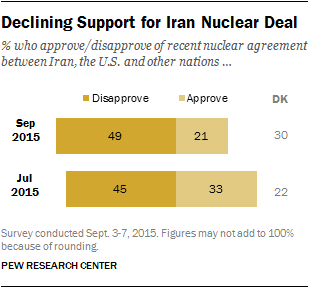 Declining Support for Iran Nuclear Deal
% who approve/disapprove of recent nuclear agreement
between Iran, the U.S. and other nations ...
Disapprove Approve DK
Sep
2015
49 21 30
Jul
2015
45 33 22
Survey conducted Sept. 3-7, 2015. Figures may not add to 100%
because of rounding.
PEW RESEARCH CENTER